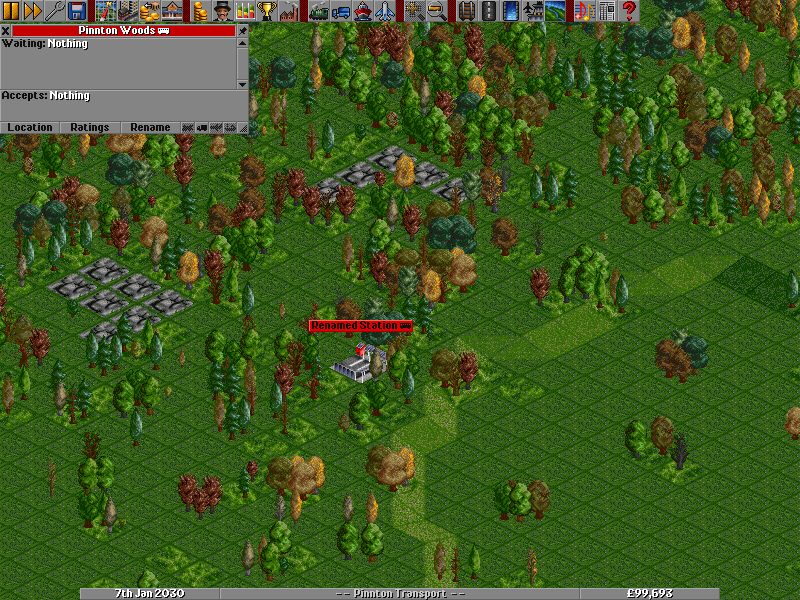 Pinnton Woods
Waiting: Nothing
Accepts: Nothing
Location Ratings Rename
Renamed Station
7th Jan 2030 -- Pinnton Transport -- £99,693